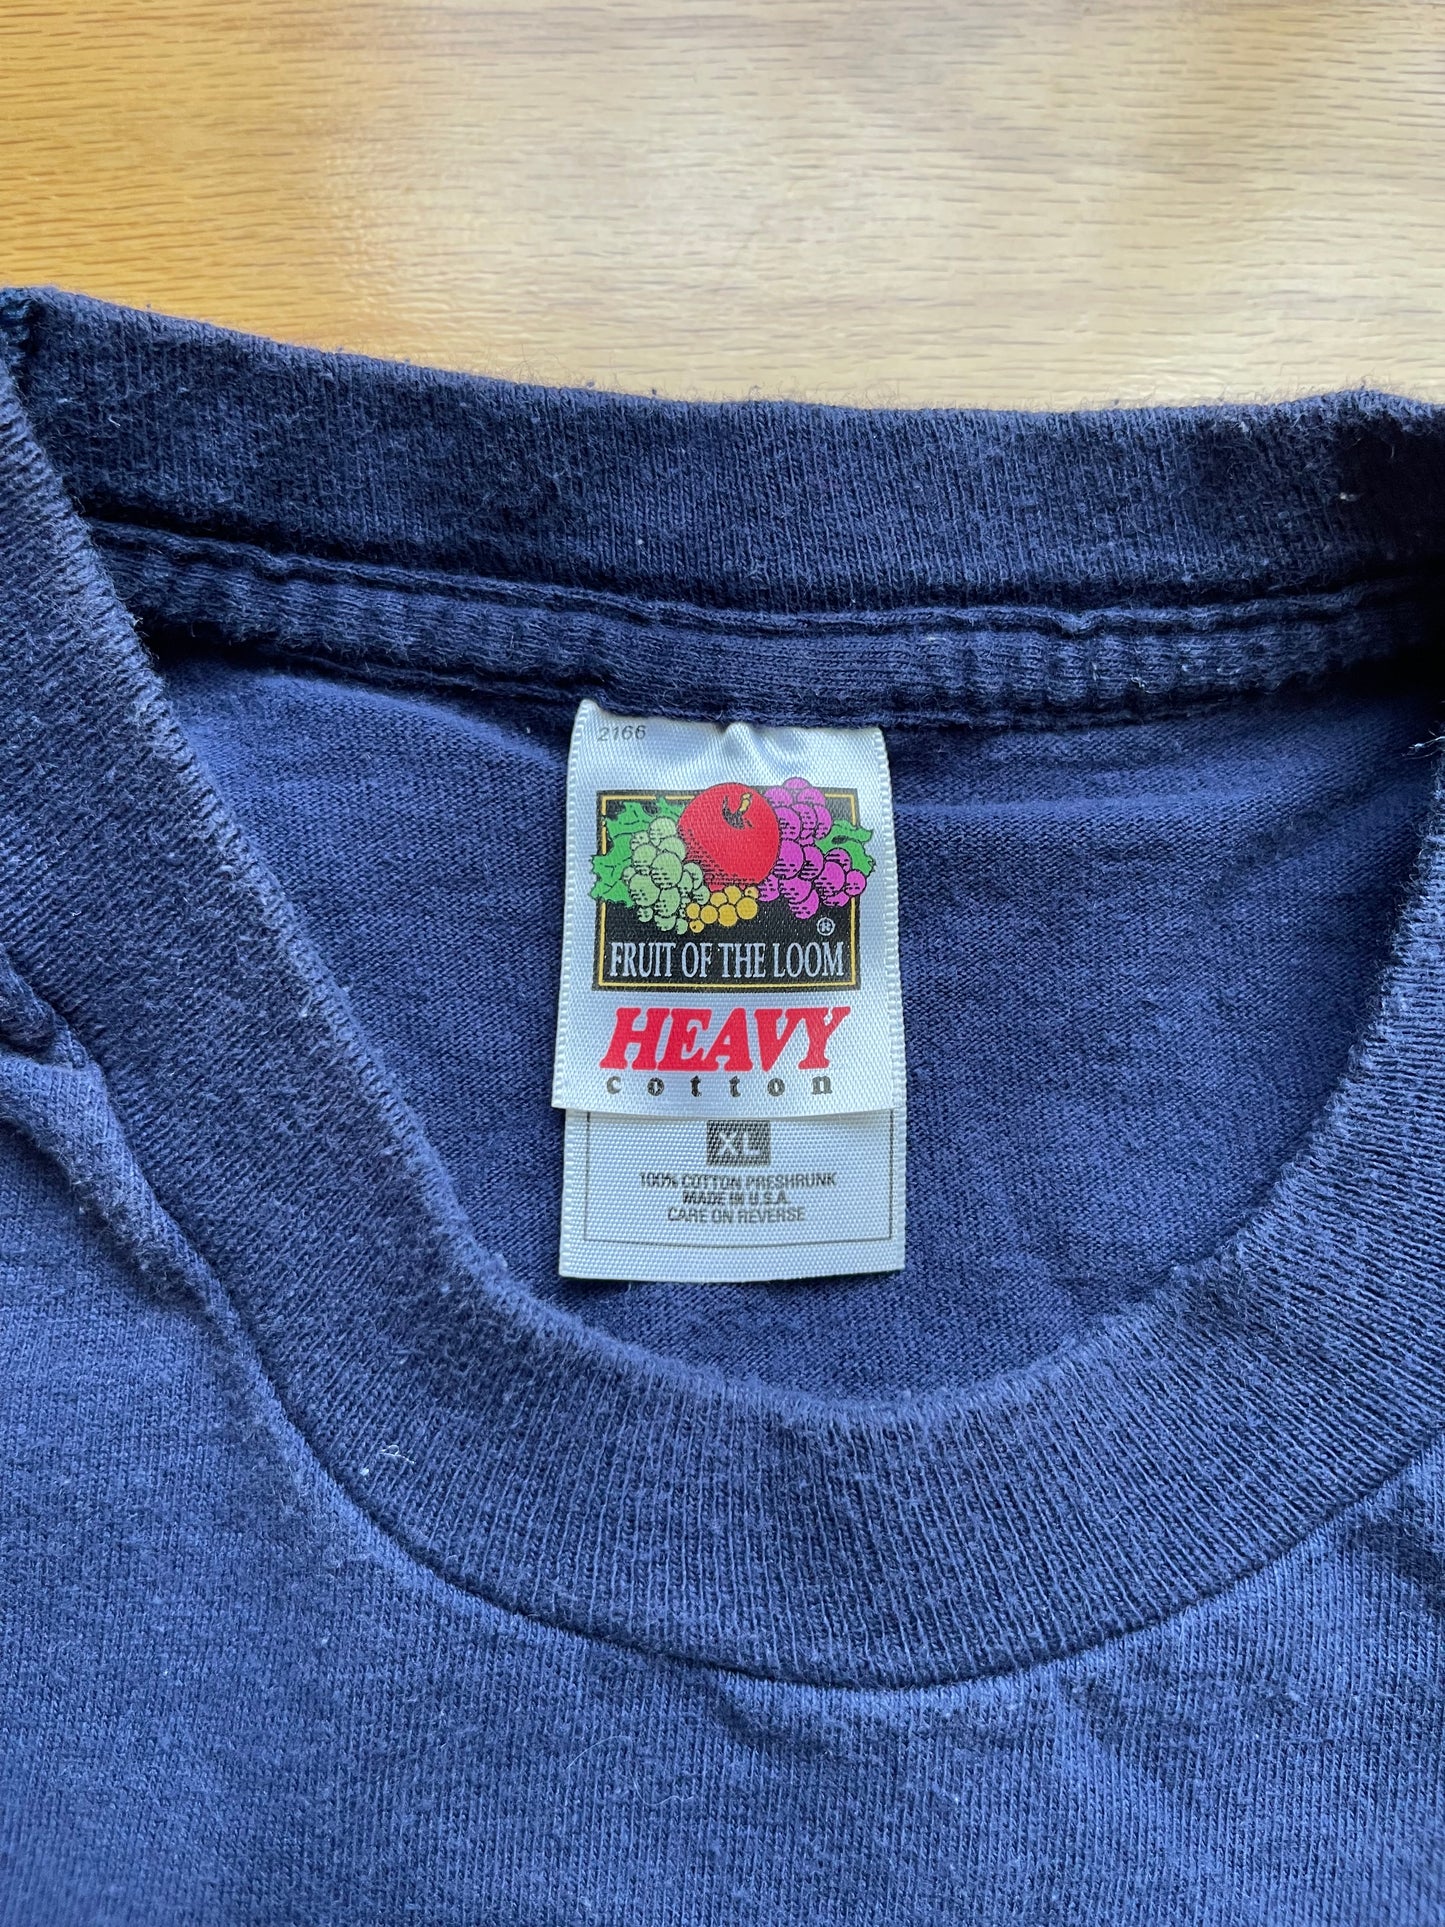 2166
®
FRUIT OF THE LOOM
HEAVY
cotton
XL
100% COTTON PRESHRUNK
MADE IN U.S.A.
CARE ON REVERSE